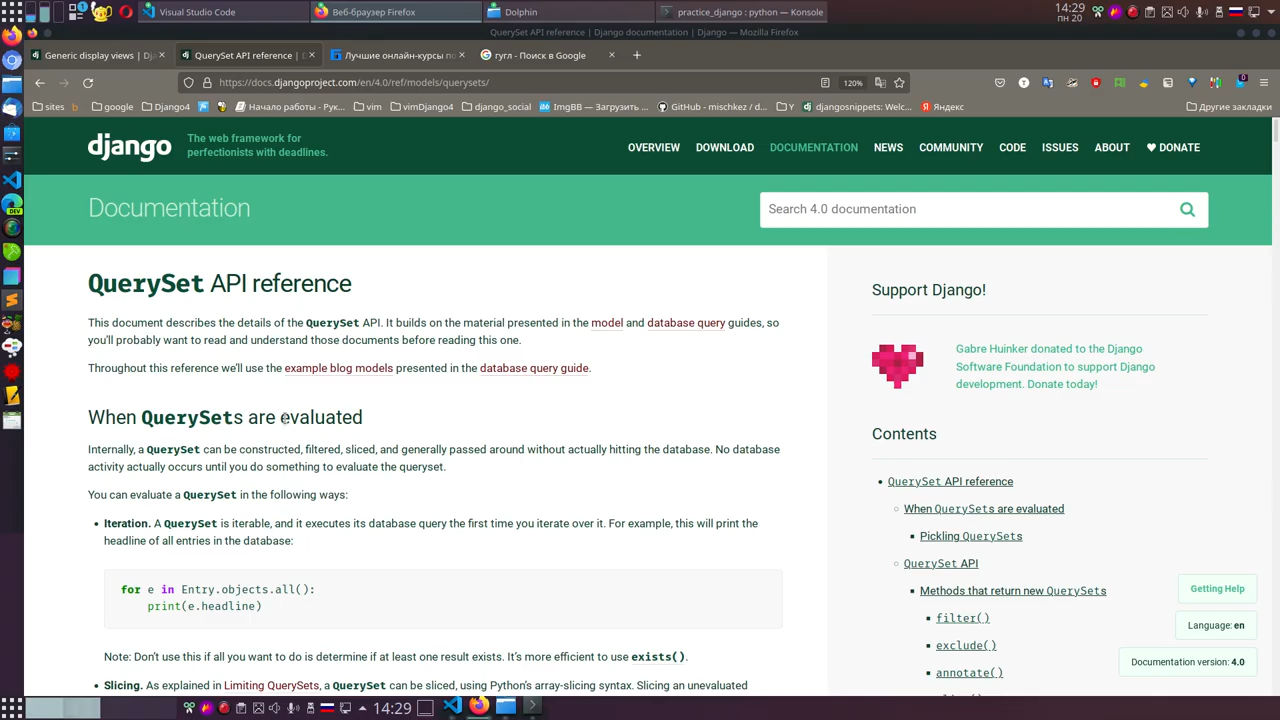 Visual Studio Code
Веб-браузер Firefox
Dolphin
practice_django : python — Konsole
14:29
пн 20
QuerySet API reference | Django documentation | Django — Mozilla Firefox
Generic display views | Dj
QuerySet API reference | D
Лучшие онлайн-курсы по
гугл - Поиск в Google
https://docs.djangoproject.com/en/4.0/ref/models/querysets/
120%
sites
google
Django4
Начало работы - Рук...
vim
vimDjango4
django_social
ImgBB — Загрузить ...
GitHub - mischkez / d...
Y
djangosnippets: Welc...
Яндекс
Другие закладки
django
The web framework for
perfectionists with deadlines.
OVERVIEW DOWNLOAD DOCUMENTATION NEWS COMMUNITY CODE ISSUES ABOUT ♥ DONATE
Documentation
Search 4.0 documentation
QuerySet API reference
This document describes the details of the QuerySet API. It builds on the material presented in the model and database query guides, so
you'll probably want to read and understand those documents before reading this one.
Throughout this reference we'll use the example blog models presented in the database query guide.
When QuerySets are evaluated
Internally, a QuerySet can be constructed, filtered, sliced, and generally passed around without actually hitting the database. No database
activity actually occurs until you do something to evaluate the queryset.
You can evaluate a QuerySet in the following ways:
• Iteration. A QuerySet is iterable, and it executes its database query the first time you iterate over it. For example, this will print the
headline of all entries in the database:
for e in Entry.objects.all():
    print(e.headline)
Note: Don't use this if all you want to do is determine if at least one result exists. It's more efficient to use exists().
• Slicing. As explained in Limiting QuerySets, a QuerySet can be sliced, using Python's array-slicing syntax. Slicing an unevaluated
Support Django!
Gabre Huinker donated to the Django
Software Foundation to support Django
development. Donate today!
Contents
QuerySet API reference
When QuerySets are evaluated
Pickling QuerySets
QuerySet API
Methods that return new QuerySets
filter()
exclude()
annotate()
Getting Help
Language: en
Documentation version: 4.0
14:29